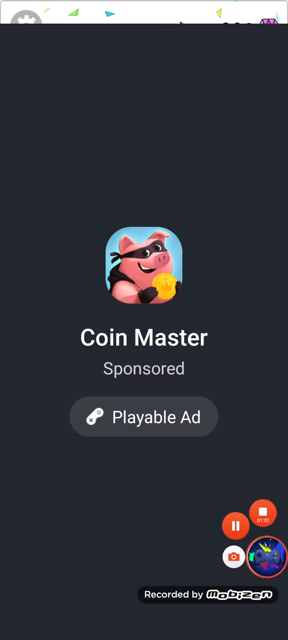 Coin Master
Sponsored
Playable Ad
01:20
Recorded by mobizen